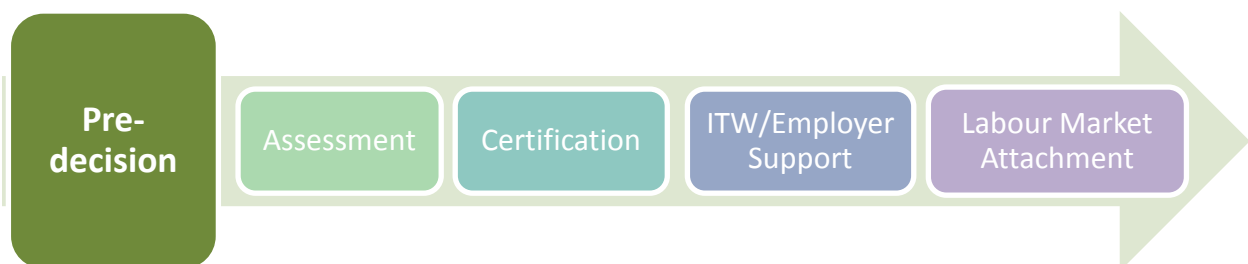 Pre-
decision
Assessment
Certification
ITW/Employer
Support
Labour Market
Attachment